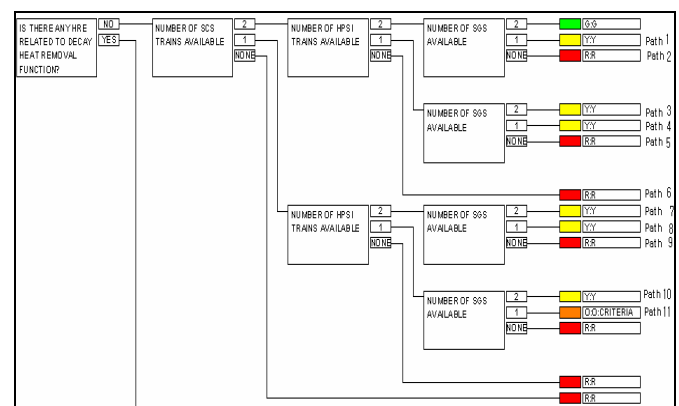 IS THERE ANY HRE
RELATED TO DECAY
HEAT REMOVAL
FUNCTION?
NO
YES
NUMBER OF SCS
TRAINS AVAILABLE
2
1
NONE
NUMBER OF HPSI
TRAINS AVAILABLE
2
1
NONE
NUMBER OF SGS
AVAILABLE
2
1
NONE
G:G
Y:Y Path 1
R:R Path 2
NUMBER OF SGS
AVAILABLE
2
1
NONE
Y:Y Path 3
Y:Y Path 4
R:R Path 5
R:R Path 6
NUMBER OF HPSI
TRAINS AVAILABLE
2
1
NONE
NUMBER OF SGS
AVAILABLE
2
1
NONE
Y:Y Path 7
Y:Y Path 8
R:R Path 9
NUMBER OF SGS
AVAILABLE
2
1
NONE
Y:Y Path 10
O:O:CRITERIA Path 11
R:R
R:R
R:R